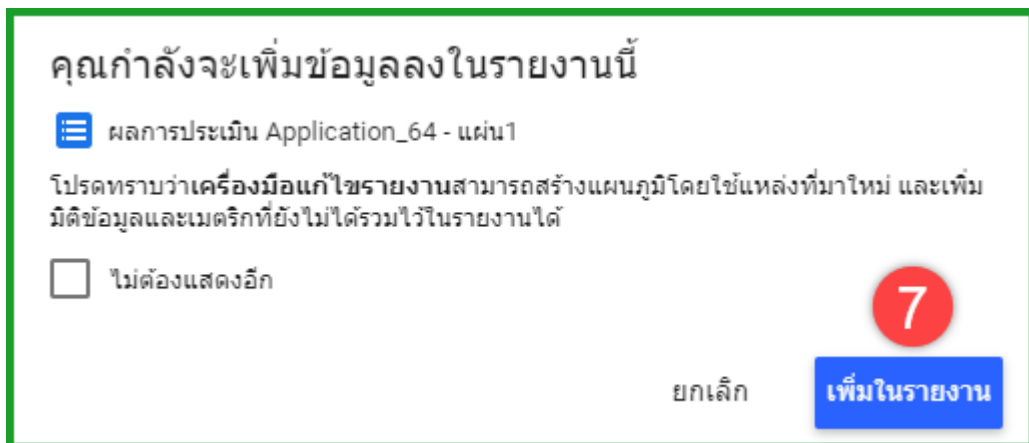 คุณกำลังจะเพิ่มข้อมูลลงในรายงานนี้
ผลการประเมิน Application_64 - แผ่น1
โปรดทราบว่าเครื่องมือแก้ไขรายงานสามารถสร้างแผนภูมิโดยใช้แหล่งที่มาใหม่ และเพิ่ม
มิติข้อมูลและเมตริกที่ยังไม่ได้รวมไว้ในรายงานได้
ไม่ต้องแสดงอีก
7
ยกเลิก เพิ่มในรายงาน